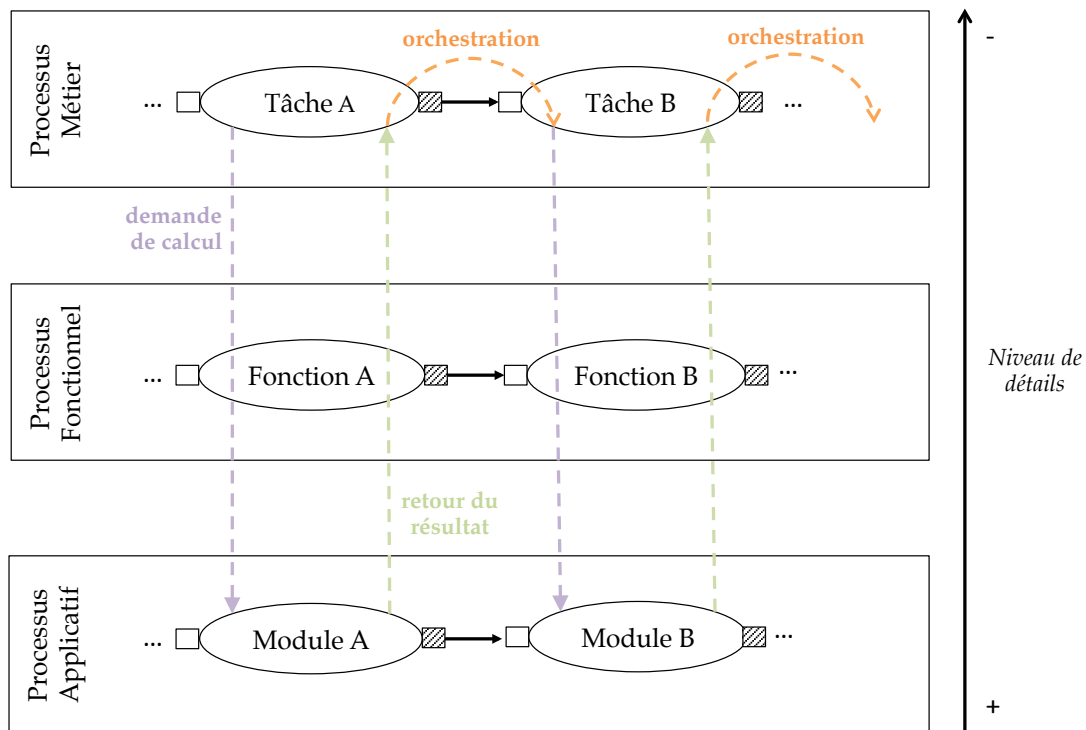 Processus
Métier
orchestration
orchestration
...
Tâche A
Tâche B
...
-
demande
de calcul
Processus
Fonctionnel
...
Fonction A
Fonction B
...
Niveau de
détails
retour du
résultat
Processus
Applicatif
...
Module A
Module B
...
+